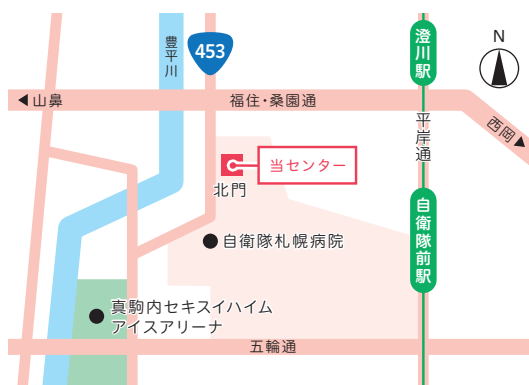 豊平川
453
澄川駅
N
◀山鼻
福住・桑園通
平岸通
西岡▶
当センター
北門
自衛隊前駅
自衛隊札幌病院
真駒内セキスイハイム
アイスアリーナ
五輪通